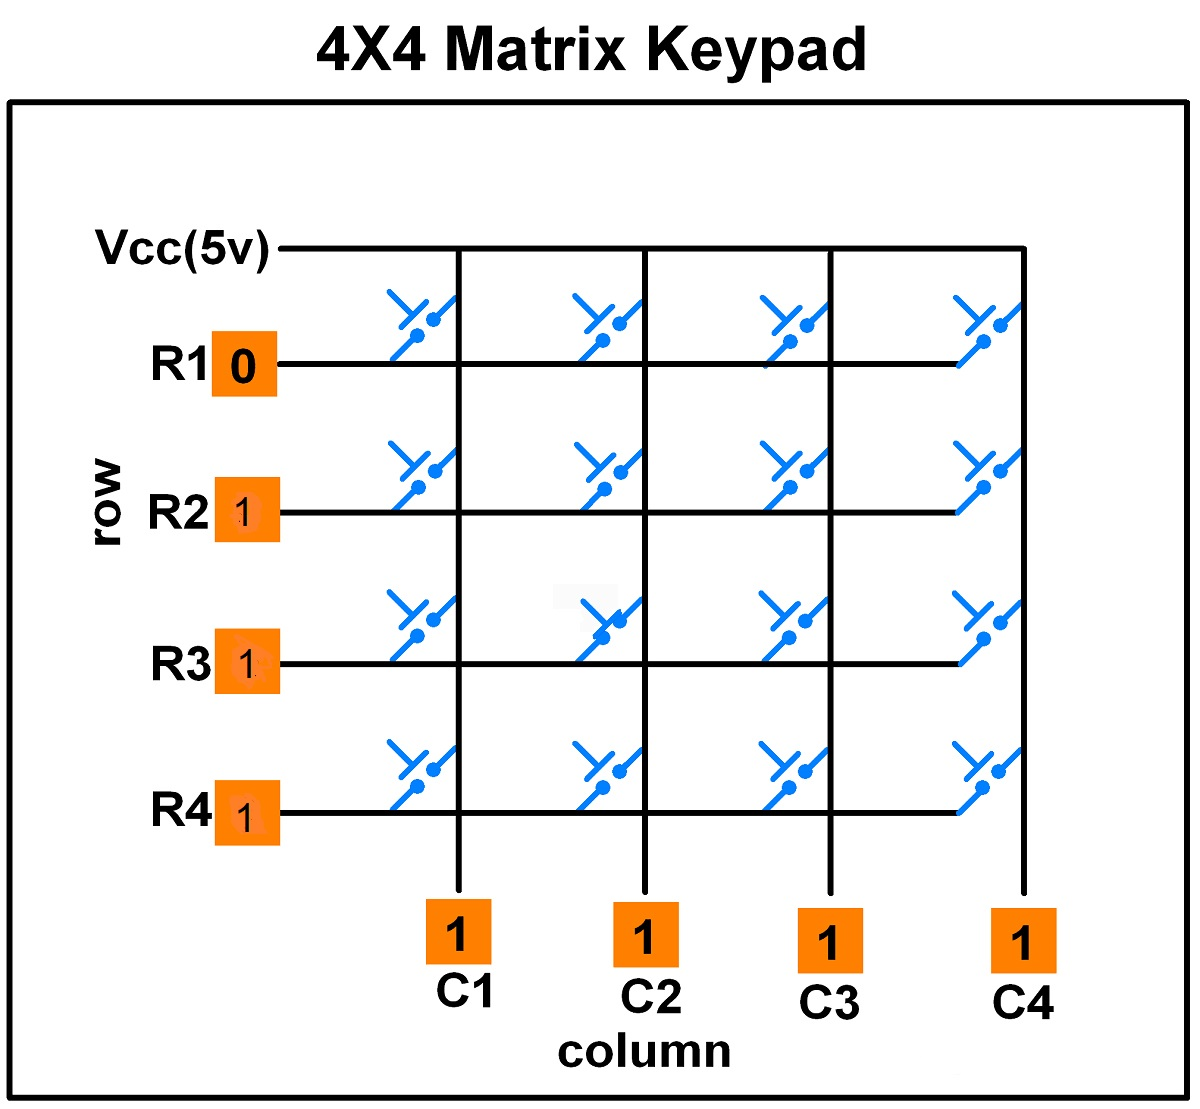 4X4 Matrix Keypad
Vcc(5v)
R1 0
row
R2 1
R3 1
R4 1
1 1 1 1
C1 C2 C3 C4
column